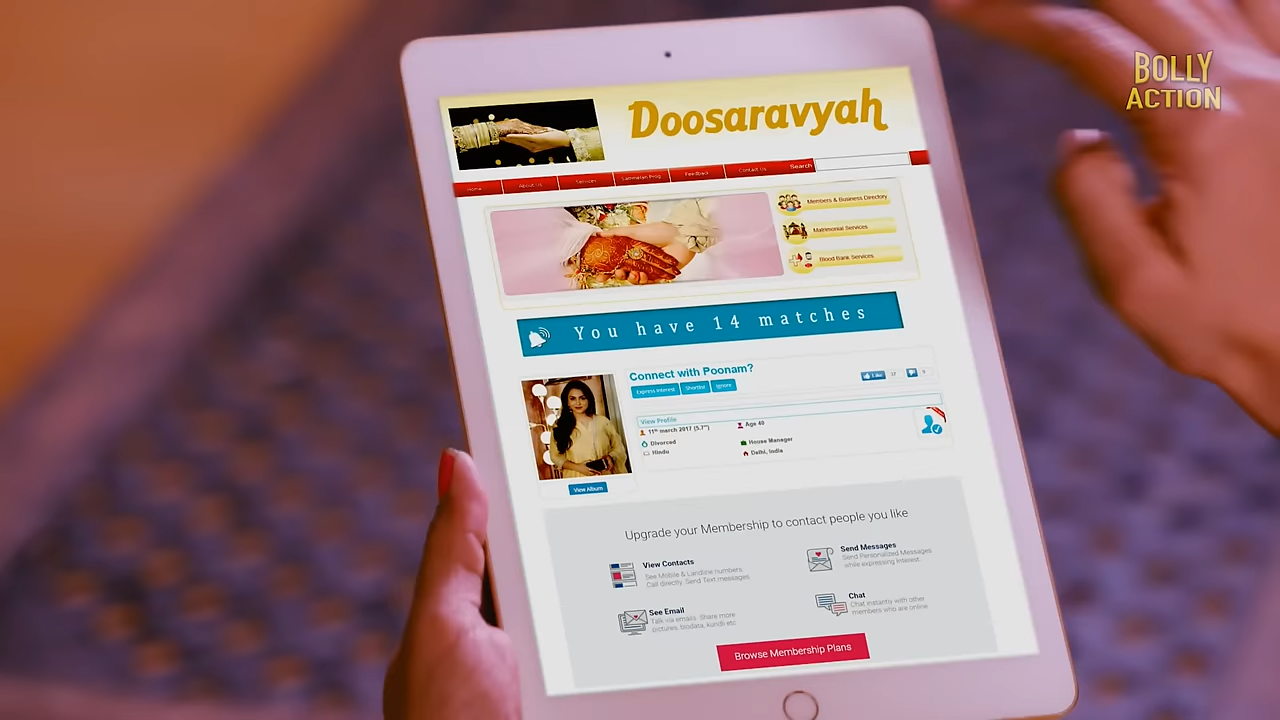 BOLLY
ACTION
Doosaravyah
Home About Us Services Sammelan Prog Feedback Contact Us Search
Members & Business Directory
Matrimonial Services
Blood Bank Services
You have 14 matches
Connect with Poonam?
Express Interest Shortlist Ignore
Like
View Profile
11th march 2017 (5.7") Age 40
Divorced House Manager
Hindu Delhi, India
View Album
Upgrade your Membership to contact people you like
View Contacts
See Mobile & Landline numbers.
Call directly. Send Text messages
Send Messages
Send Personalized Messages
while expressing Interest.
See Email
Talk via emails. Share more
pictures, biodata, kundli etc
Chat
Chat instantly with other
members who are online
Browse Membership Plans